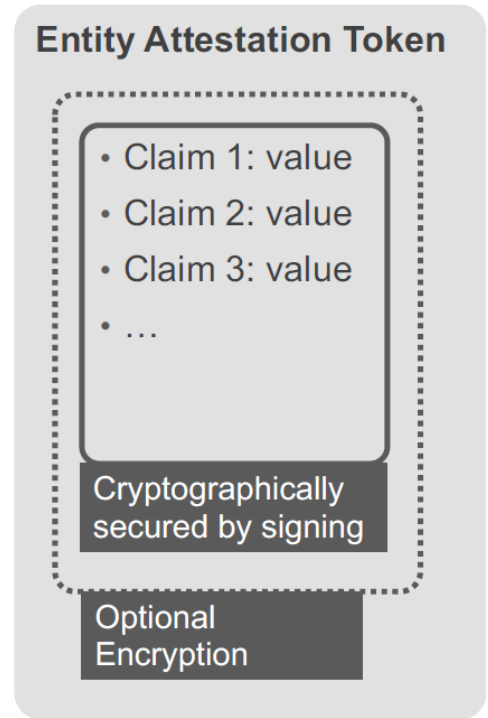 Entity Attestation Token
• Claim 1: value
• Claim 2: value
• Claim 3: value
• …
Cryptographically
secured by signing
Optional
Encryption